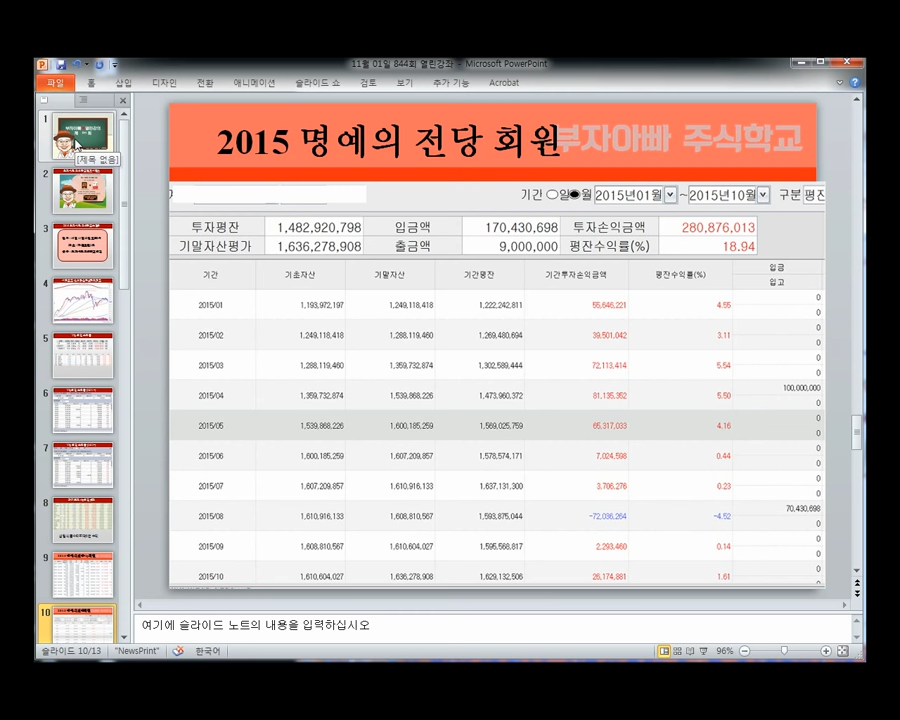 11월 01일 844회 열린강좌 - Microsoft PowerPoint
파일 홈 삽입 디자인 전환 애니메이션 슬라이드 쇼 검토 보기 추가 기능 Acrobat
1
[제목 없음]
2
3
4
5
6
7
8
9
10
2015 명예의 전당 회원
부자아빠 주식학교
기간 일 월 2015년01월 ~ 2015년10월 구분 평진
투자평잔 1,482,920,798 입금액 170,430,698 투자손익금액 280,876,013
기말자산평가 1,636,278,908 출금액 9,000,000 평잔수익률(%) 18.94
기간 기초자산 기말자산 기간평잔 기간투자손익금액 평잔수익률(%) 입금
입고
2015/01 1,193,972,197 1,249,118,418 1,222,242,811 55,646,221 4.55 0
0
2015/02 1,249,118,418 1,288,119,460 1,269,480,694 39,501,042 3.11 0
0
2015/03 1,288,119,460 1,359,732,874 1,302,589,444 72,113,414 5.54 0
0
2015/04 1,359,732,874 1,539,868,226 1,473,960,372 81,135,352 5.50 100,000,000
0
2015/05 1,539,868,226 1,600,185,259 1,569,025,759 65,317,033 4.16 0
0
2015/06 1,600,185,259 1,607,209,857 1,578,574,171 7,024,598 0.44 0
0
2015/07 1,607,209,857 1,610,916,133 1,637,131,300 3,706,276 0.23 0
0
2015/08 1,610,916,133 1,608,810,567 1,593,875,044 -72,036,264 -4.52 70,430,698
0
2015/09 1,608,810,567 1,610,604,027 1,595,568,817 2,293,460 0.14 0
0
2015/10 1,610,604,027 1,636,278,908 1,629,132,506 26,174,881 1.61 0
여기에 슬라이드 노트의 내용을 입력하십시오
슬라이드 10/13 "NewsPrint" 한국어 96%